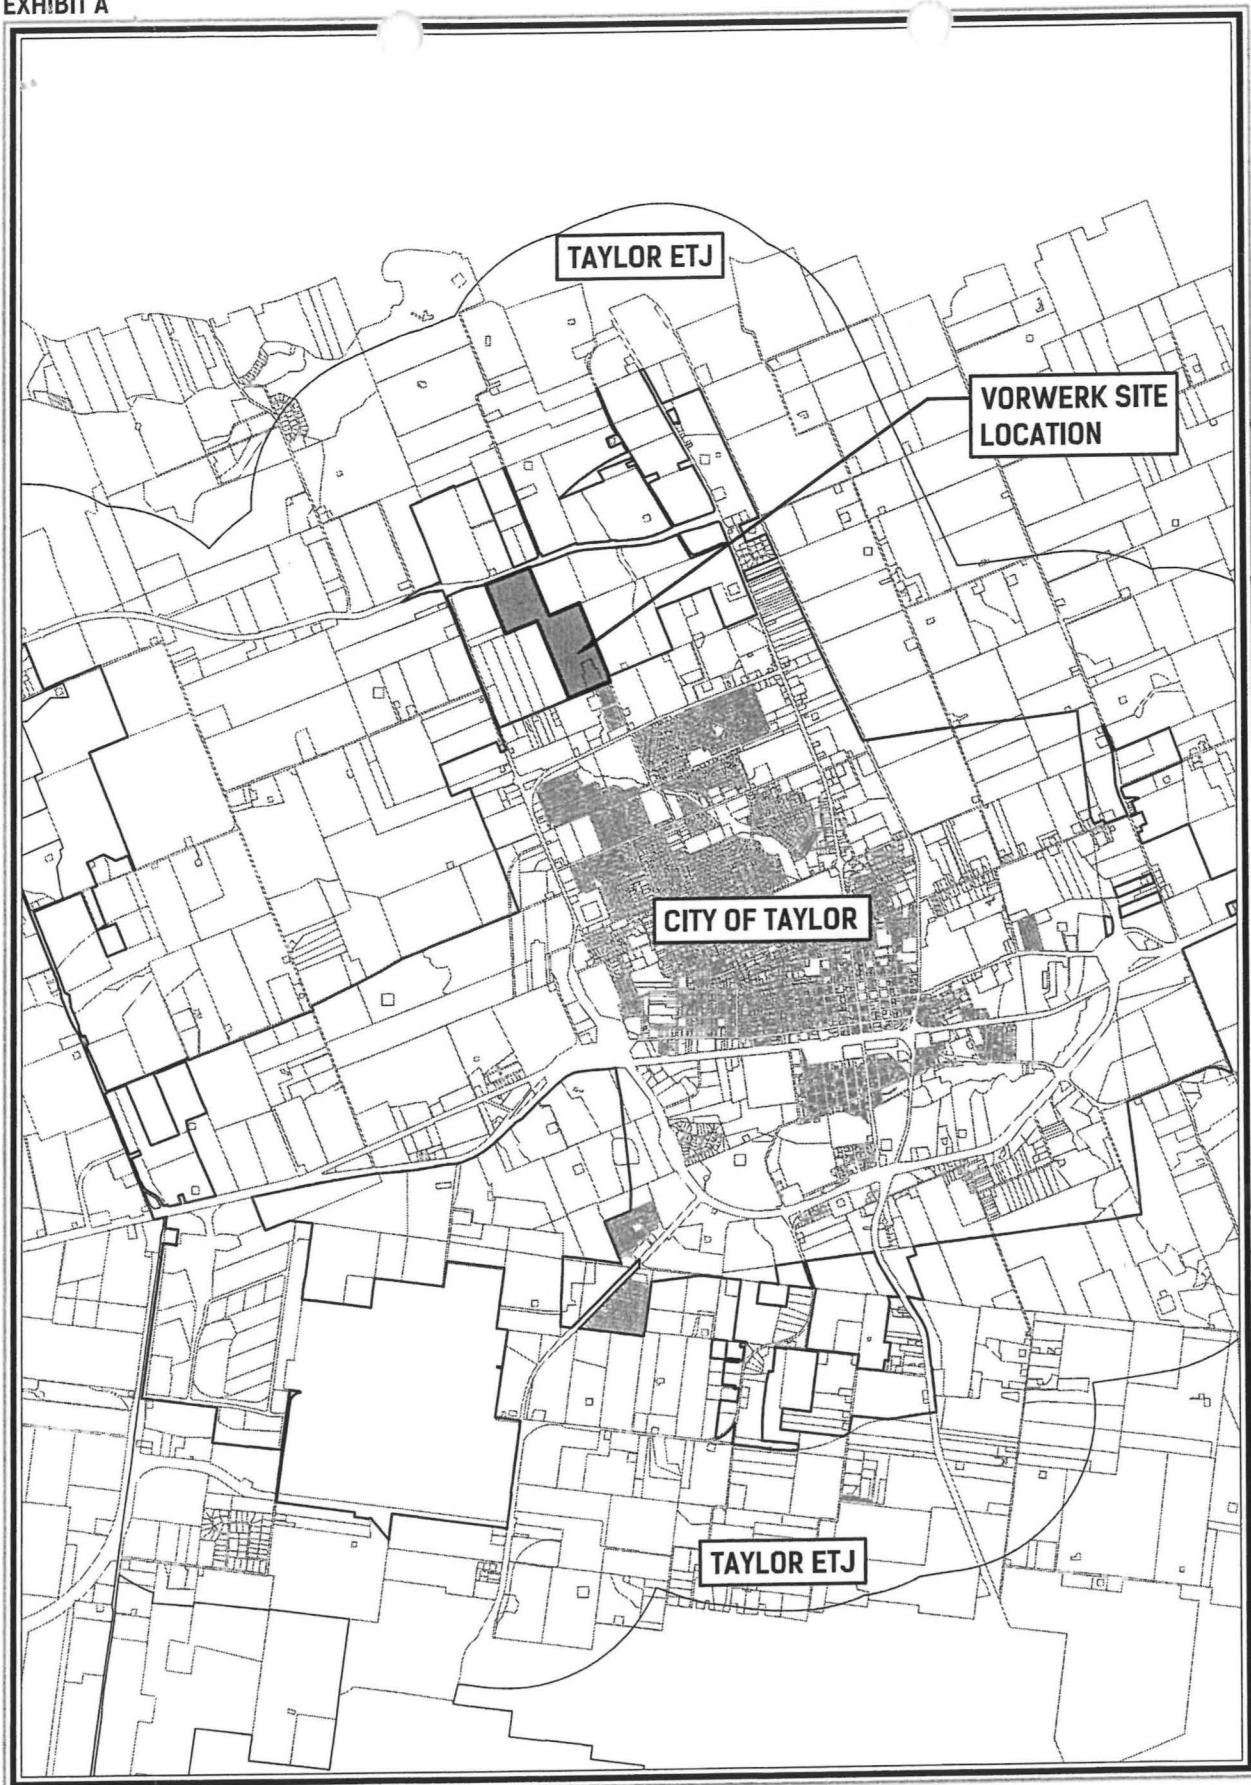 EXHIBIT A
TAYLOR ETJ
VORWERK SITE
LOCATION
CITY OF TAYLOR
TAYLOR ETJ